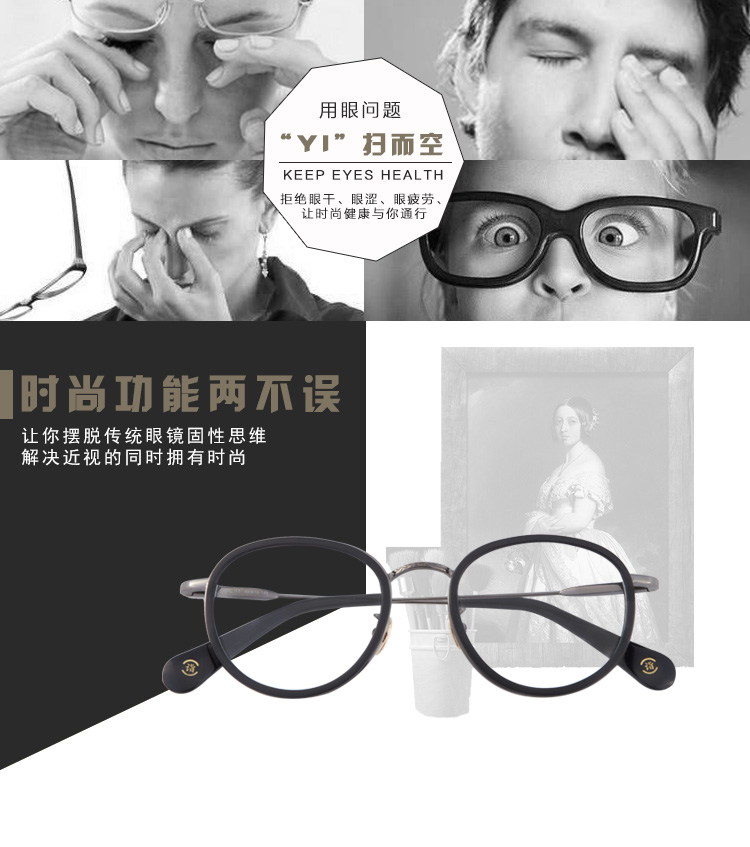 用眼问题
“YI”扫而空
KEEP EYES HEALTH
拒绝眼干、眼涩、眼疲劳、
让时尚健康与你通行
时尚功能两不误
让你摆脱传统眼镜固性思维
解决近视的同时拥有时尚